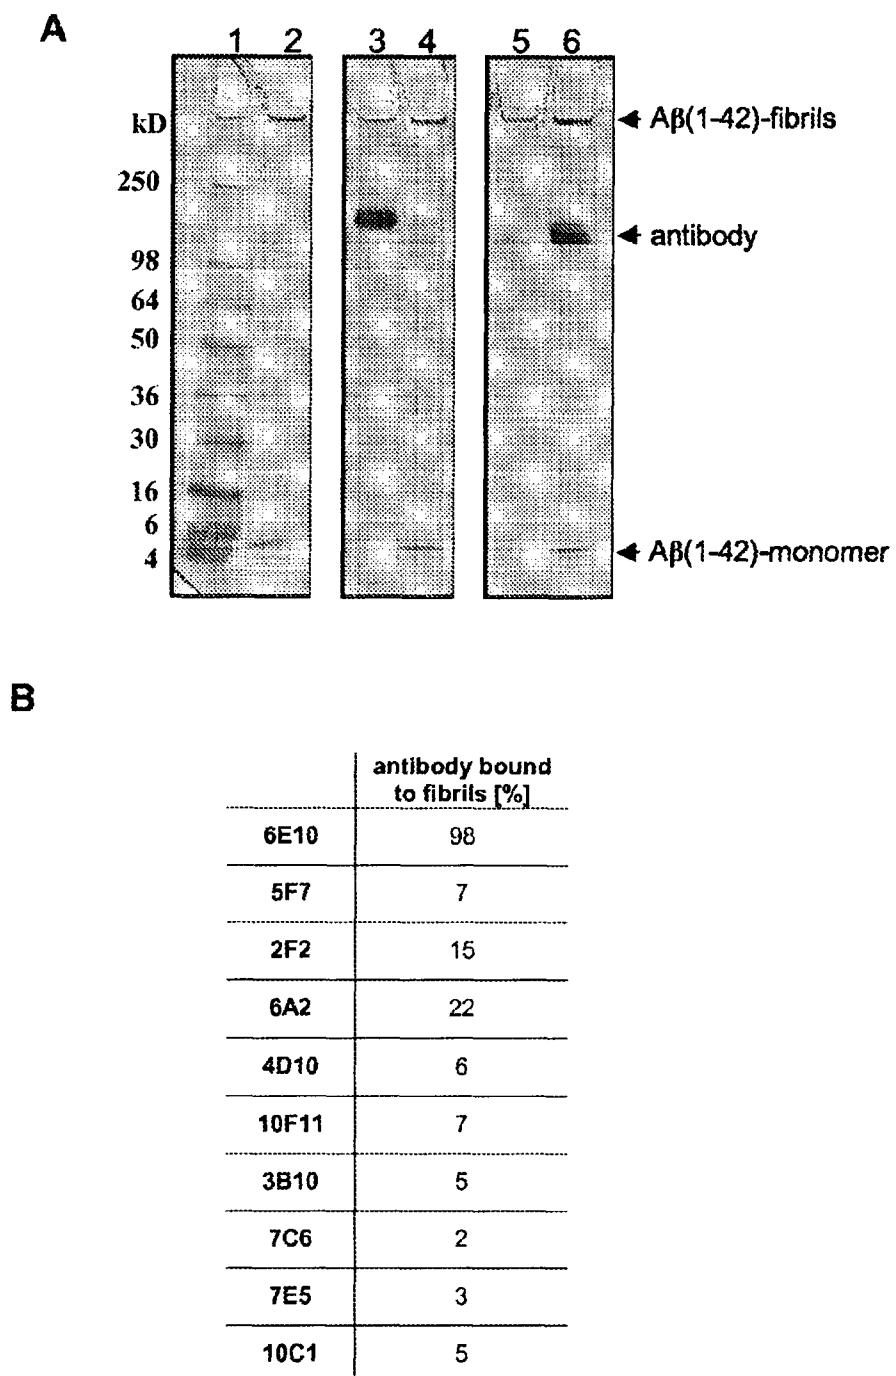 A
1 2 3 4 5 6
kD
Aβ(1-42)-fibrils
250
antibody
98
64
50
36
30
16
6
4
Aβ(1-42)-monomer
B
antibody bound
to fibrils [%]
6E10 98
5F7 7
2F2 15
6A2 22
4D10 6
10F11 7
3B10 5
7C6 2
7E5 3
10C1 5